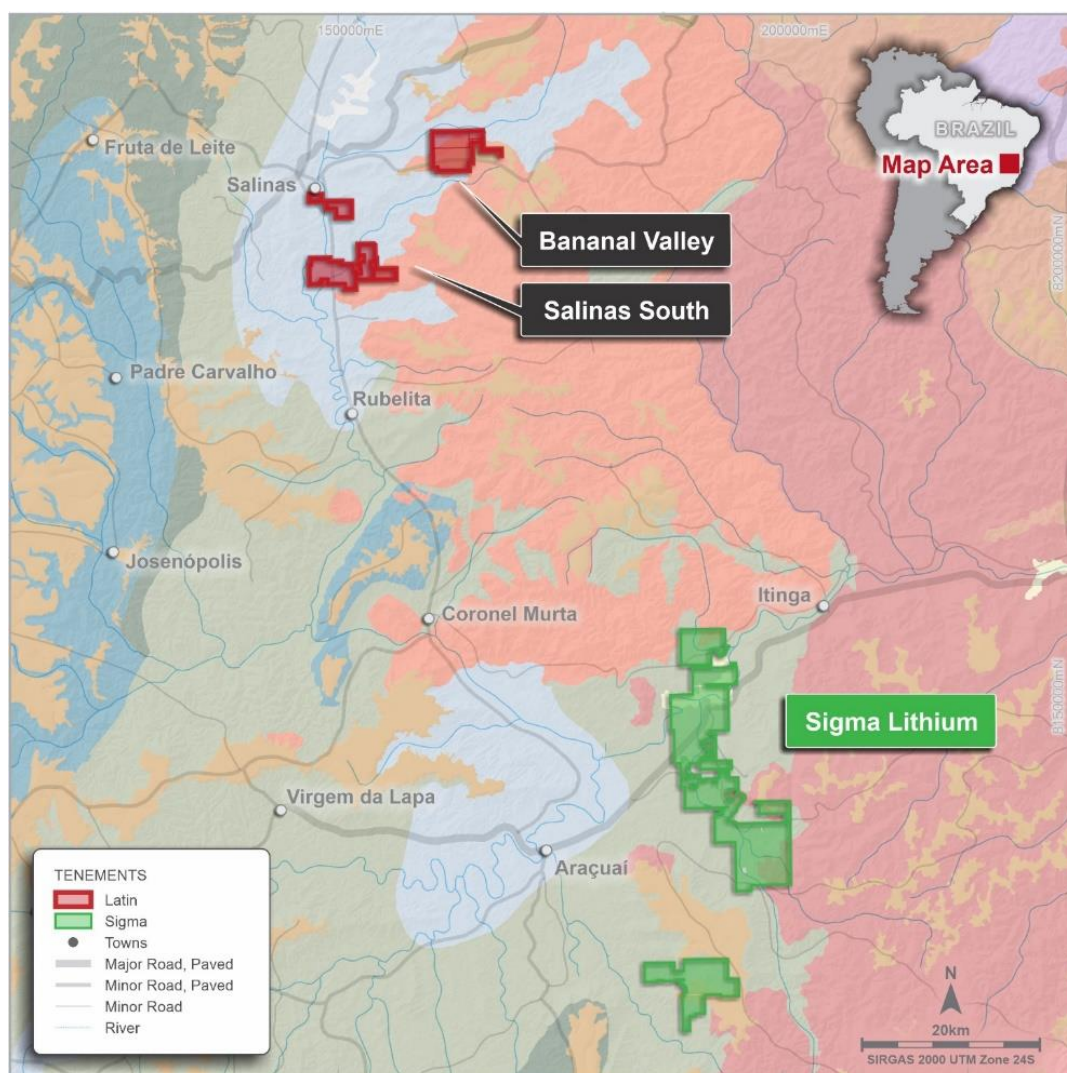 150000mE
200000mE
BRAZIL
Map Area
Fruta de Leite
Salinas
Bananal Valley
8200000mN
Salinas South
Padre Carvalho
Rubelita
Josenópolis
Itinga
Coronel Murta
8150000mN
Sigma Lithium
Virgem da Lapa
Araçuaí
TENEMENTS
Latin
Sigma
Towns
Major Road, Paved
Minor Road, Paved
Minor Road
River
N
20km
SIRGAS 2000 UTM Zone 24S